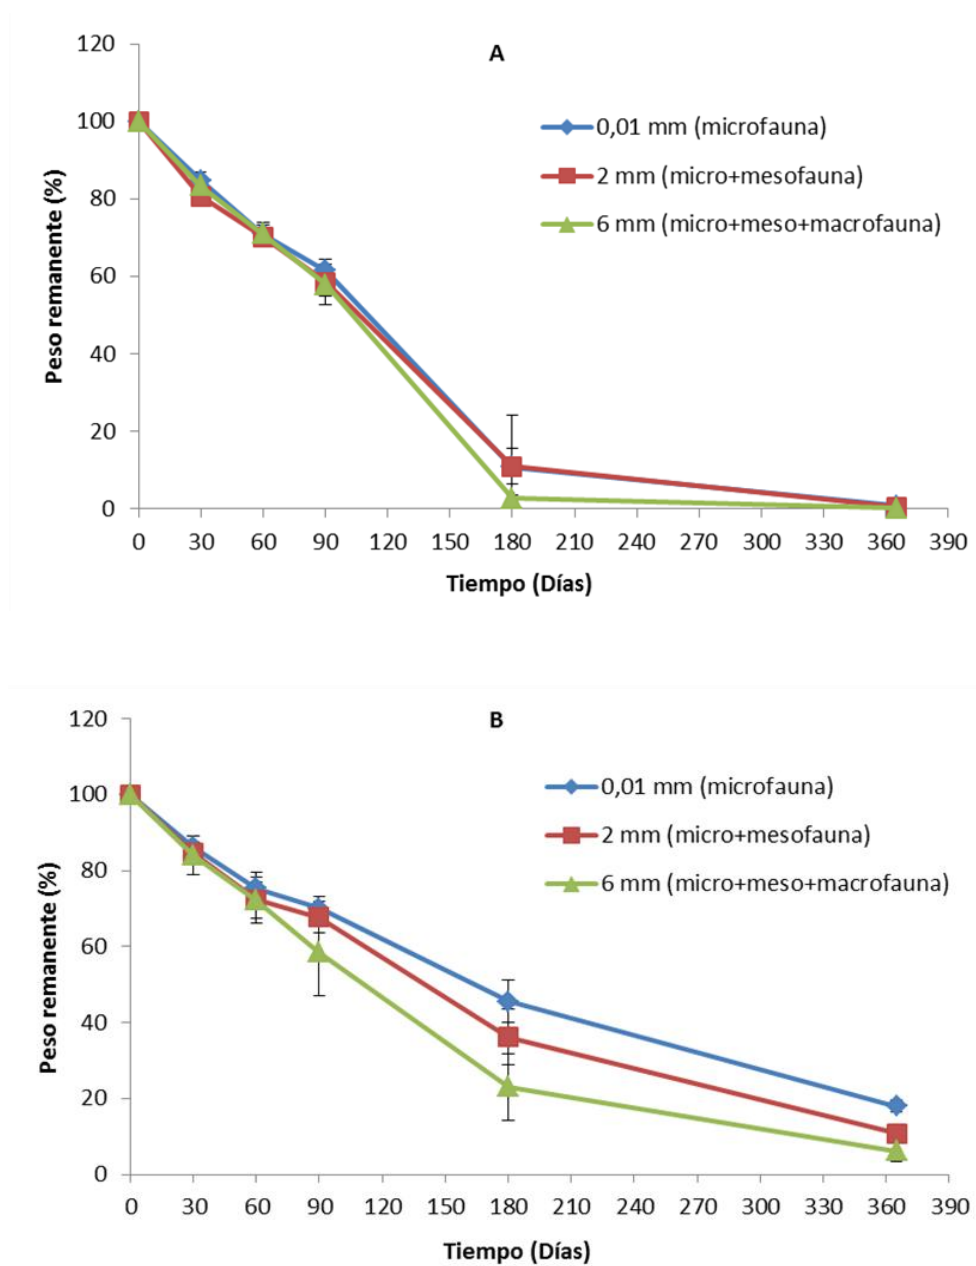 A
120
100
80
60
40
20
0
Peso remanente (%)
0,01 mm (microfauna)
2 mm (micro+mesofauna)
6 mm (micro+meso+macrofauna)
0 30 60 90 120 150 180 210 240 270 300 330 360 390
Tiempo (Días)
B
120
100
80
60
40
20
0
Peso remanente (%)
0,01 mm (microfauna)
2 mm (micro+mesofauna)
6 mm (micro+meso+macrofauna)
0 30 60 90 120 150 180 210 240 270 300 330 360 390
Tiempo (Días)